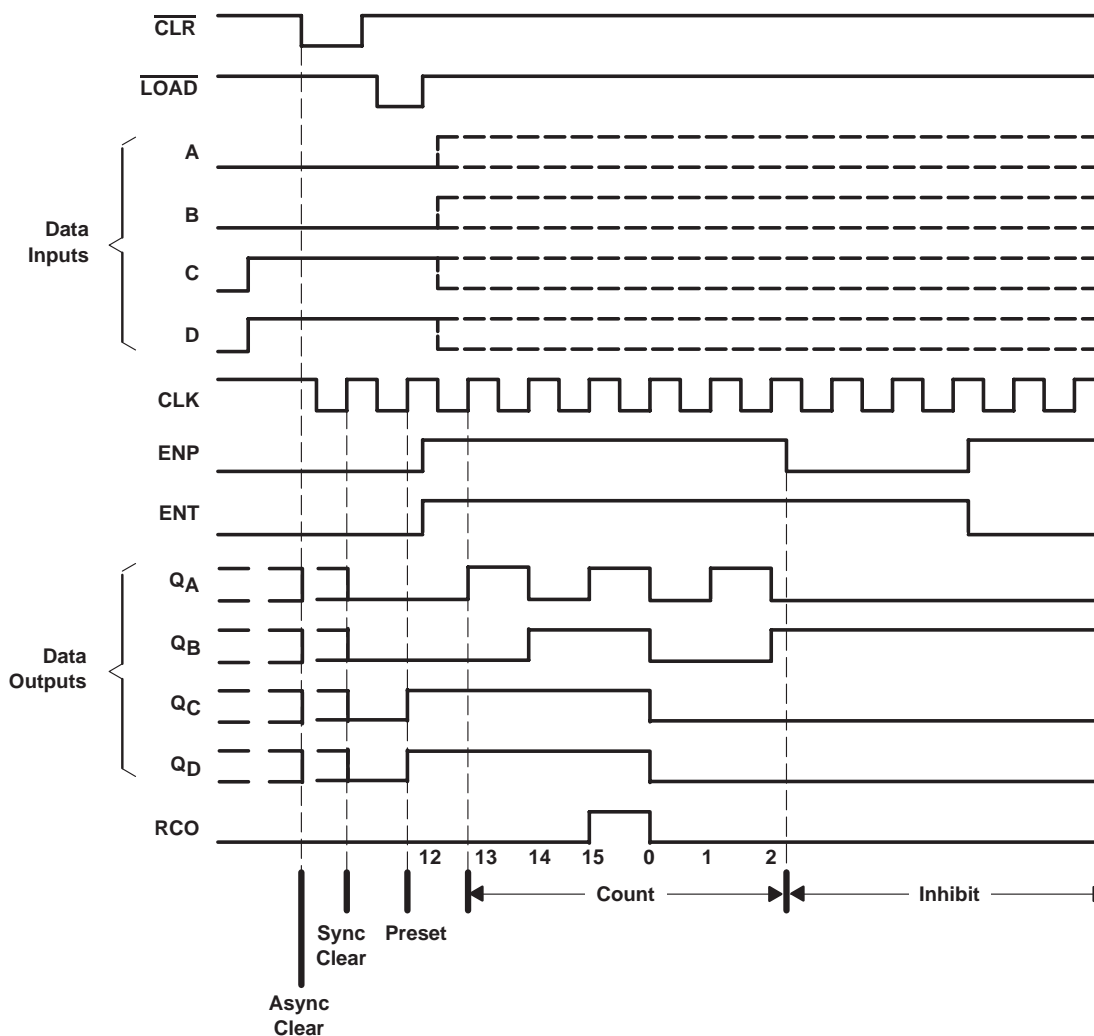 CLR
LOAD
A
B
Data
Inputs
C
D
CLK
ENP
ENT
QA
QB
Data
Outputs
QC
QD
RCO
12 13 14 15 0 1 2
Count Inhibit
Sync
Clear
Preset
Async
Clear